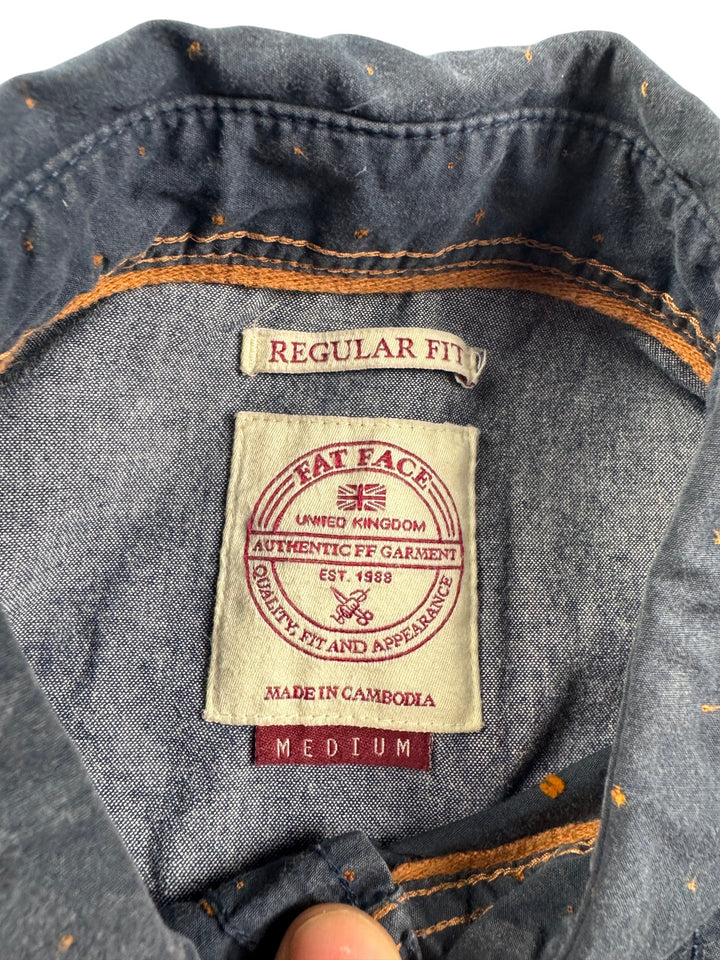 REGULAR FIT
FAT FACE
UNITED KINGDOM
AUTHENTIC FF GARMENT
EST. 1988
QUALITY, FIT AND APPEARANCE
MADE IN CAMBODIA
MEDIUM